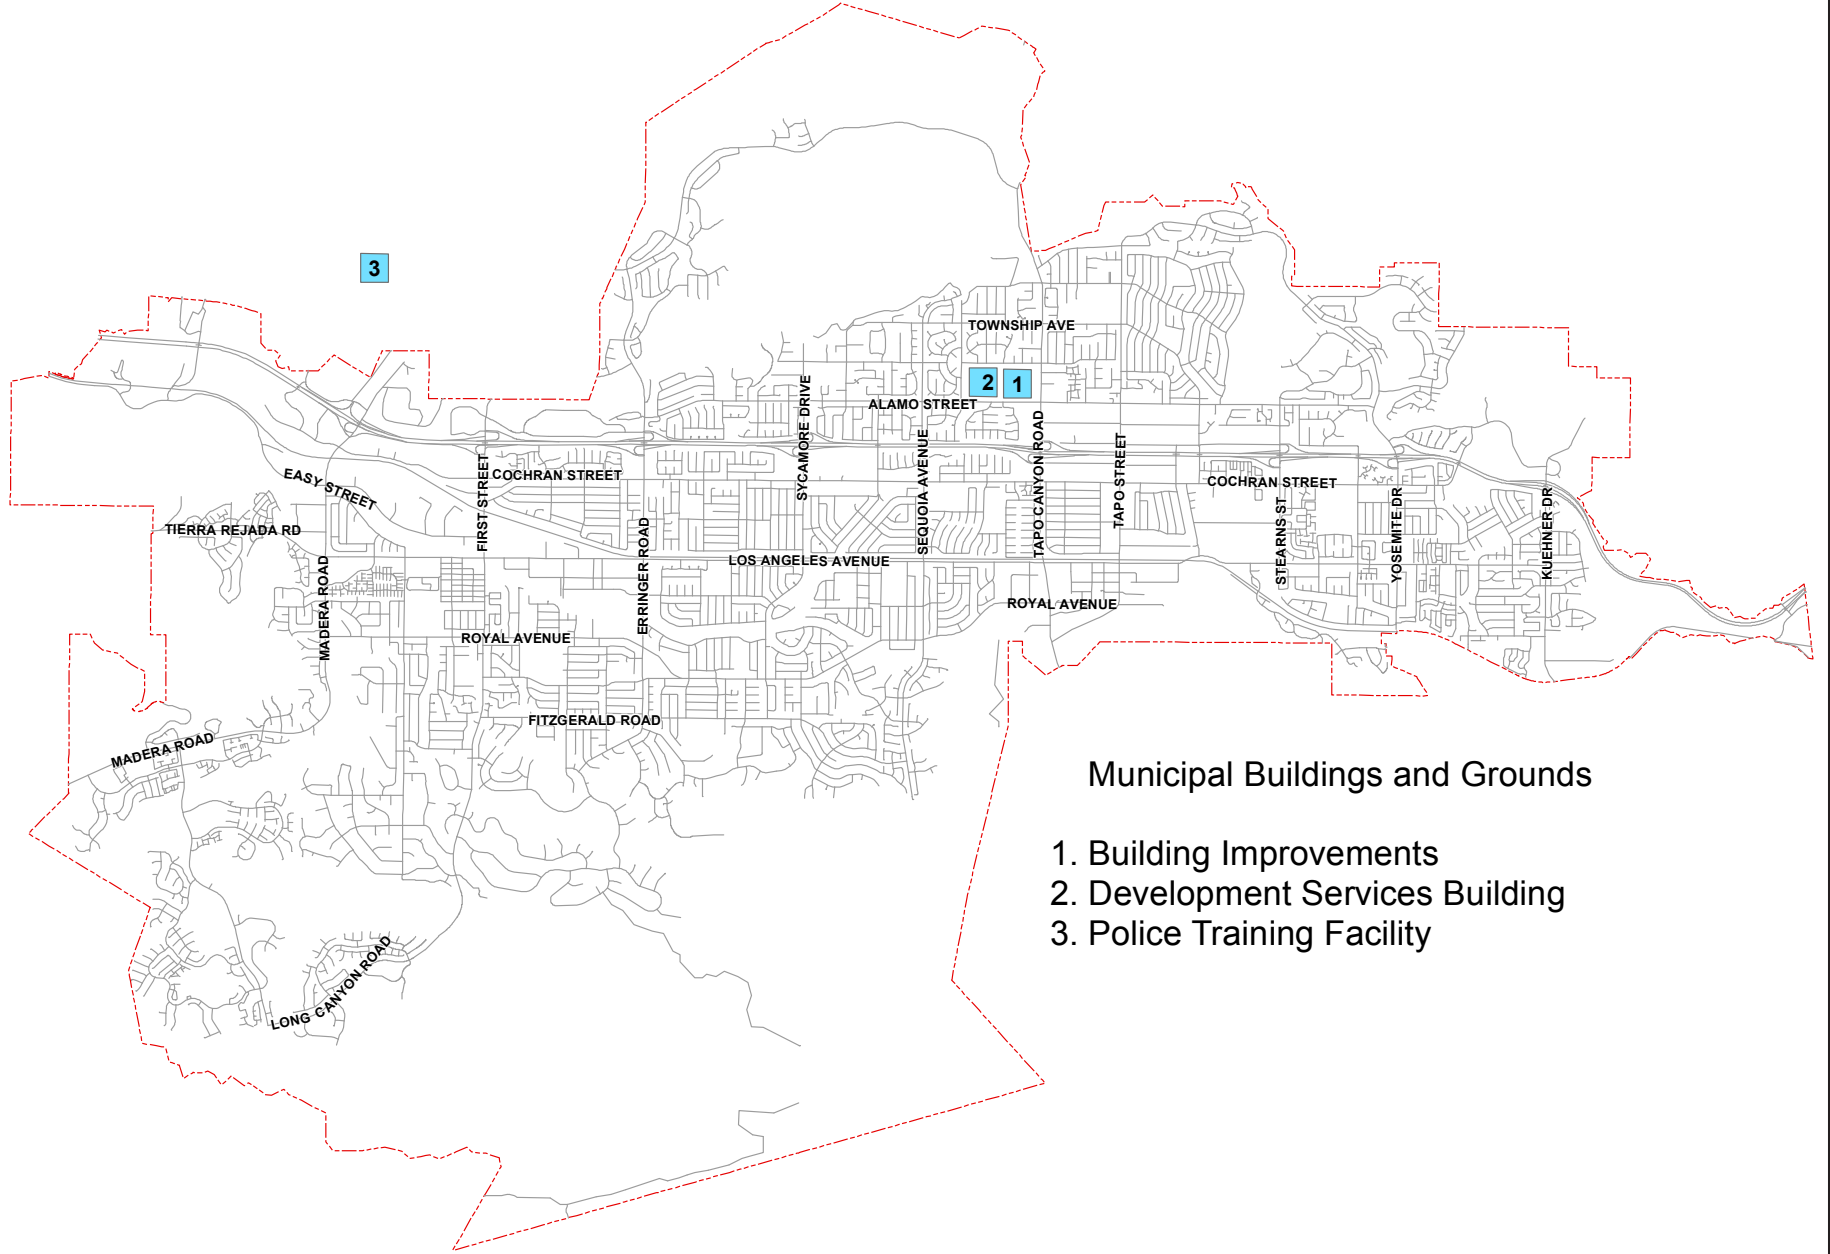 3
TOWNSHIP AVE
2
1
ALAMO STREET
SYCAMORE DRIVE
SEQUOIA AVENUE
TAPO CANYON ROAD
TAPO STREET
EASY STREET
FIRST STREET
COCHRAN STREET
COCHRAN STREET
TIERRA REJADA RD
ERRINGER ROAD
STEARNS ST
YOSEMITE DR
KUEHNER DR
MADERA ROAD
LOS ANGELES AVENUE
ROYAL AVENUE
ROYAL AVENUE
FITZGERALD ROAD
MADERA ROAD
LONG CANYON ROAD
Municipal Buildings and Grounds
1. Building Improvements
2. Development Services Building
3. Police Training Facility